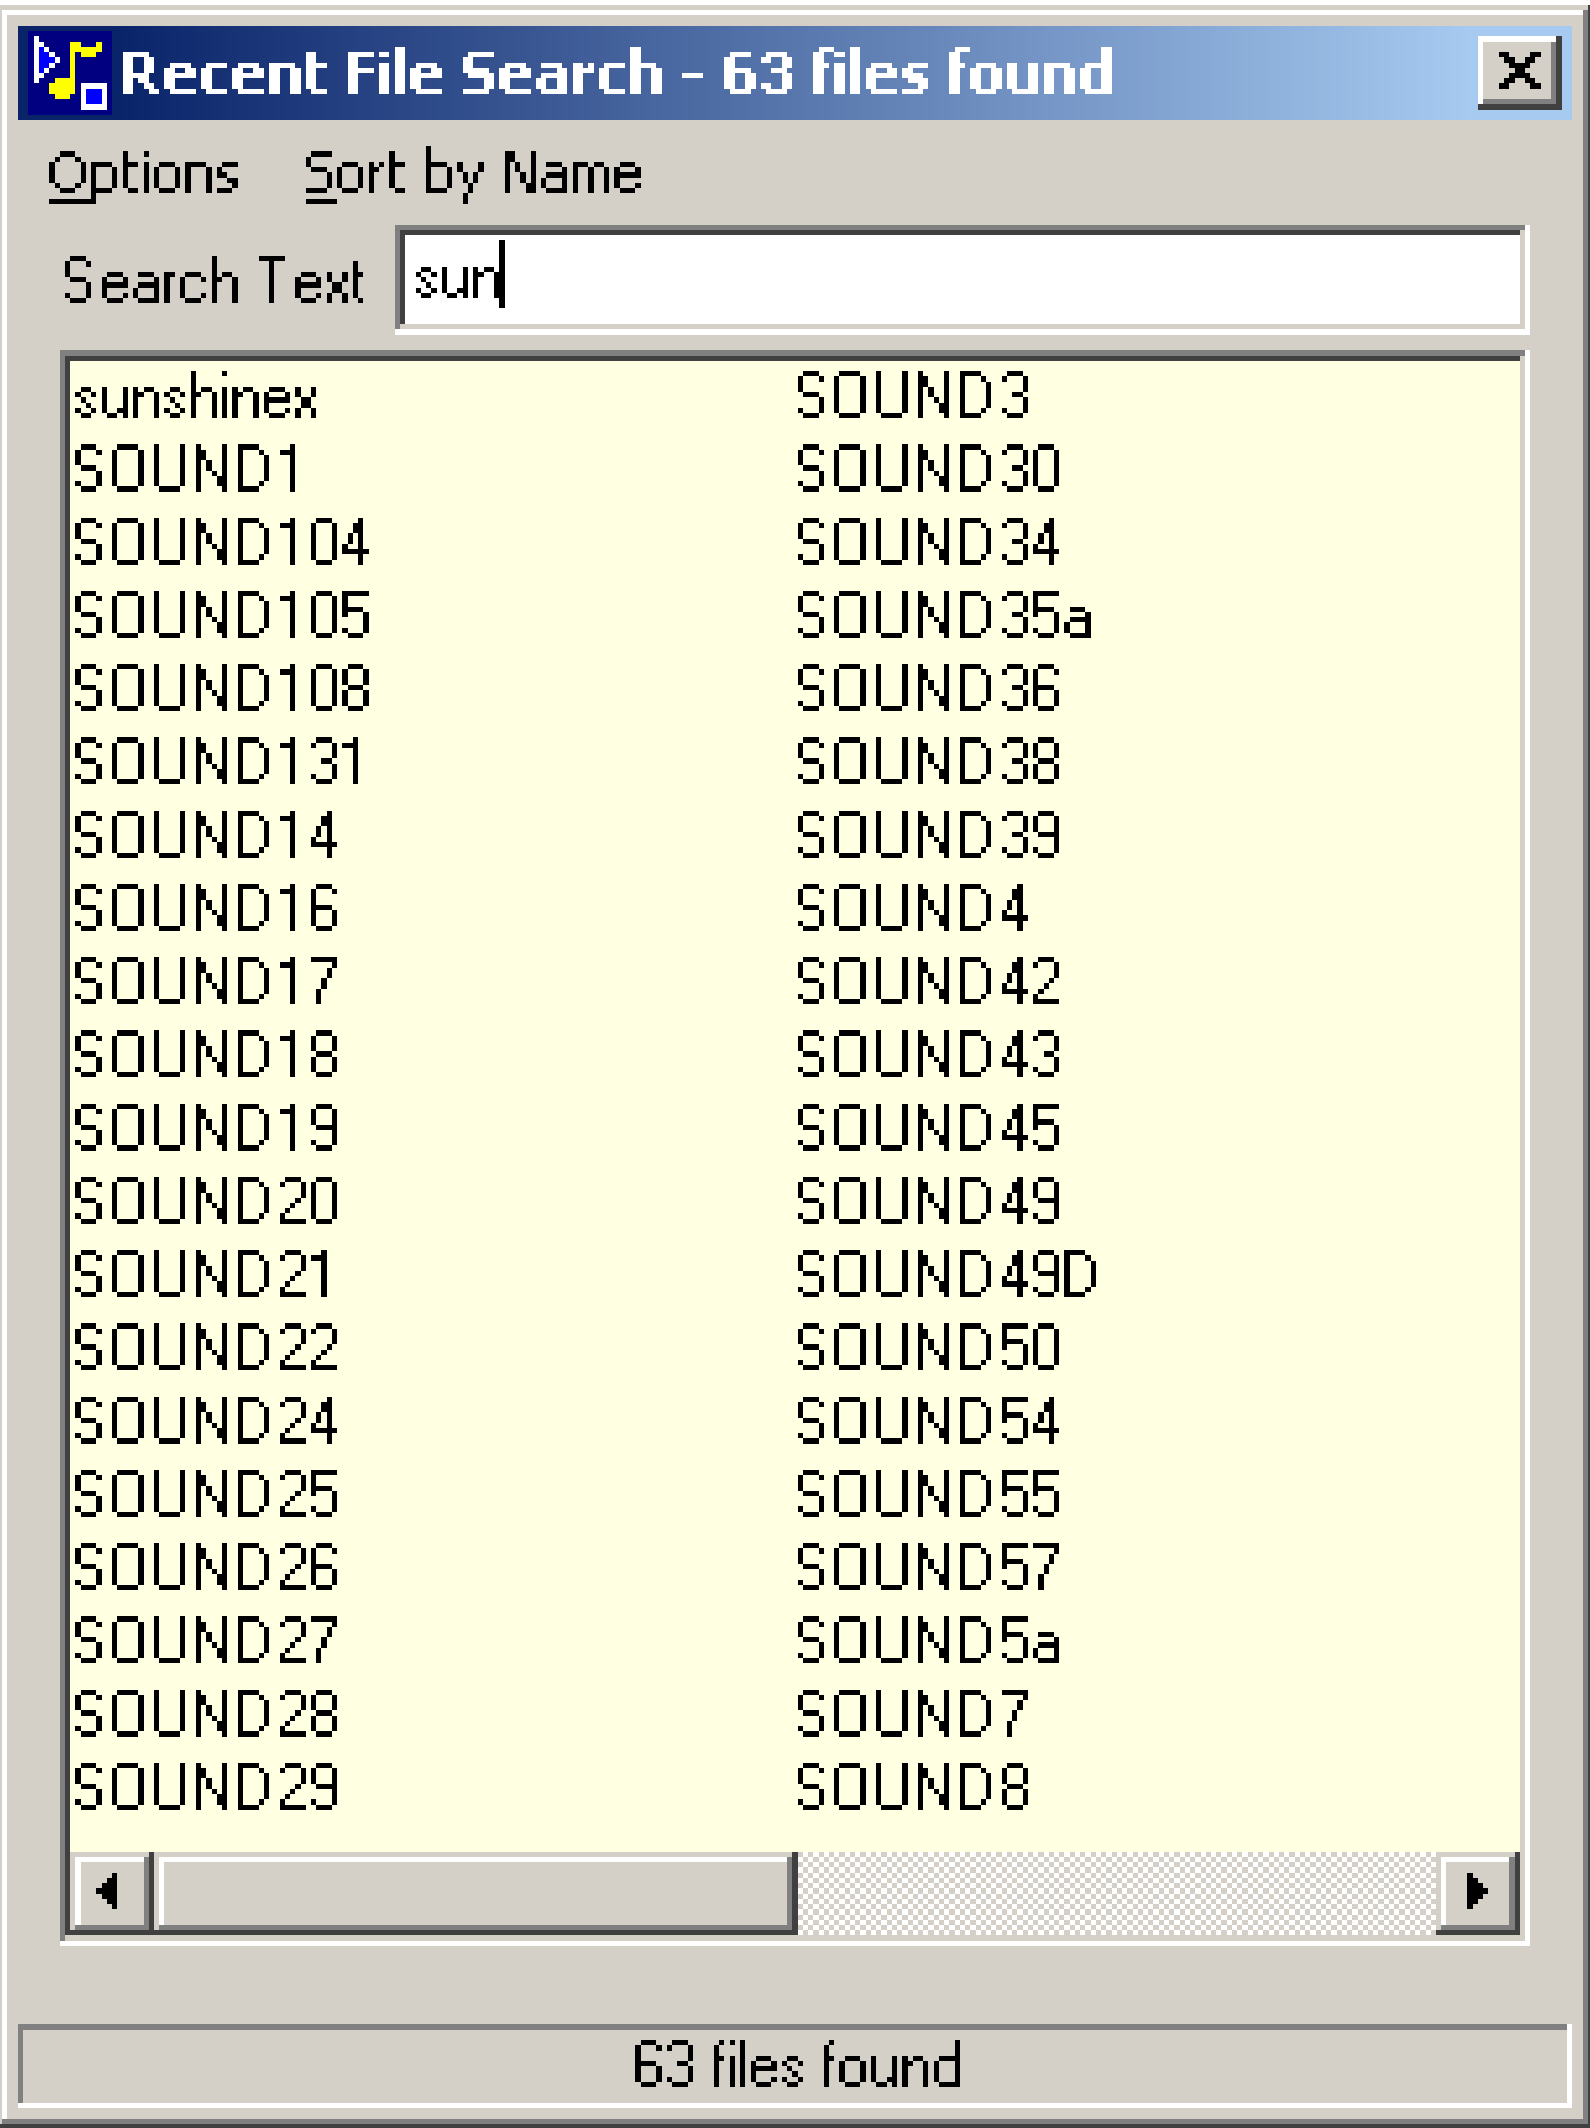 Recent File Search - 63 files found
Options Sort by Name
Search Text sun
sunshinex
SOUND1
SOUND104
SOUND105
SOUND108
SOUND131
SOUND14
SOUND16
SOUND17
SOUND18
SOUND19
SOUND20
SOUND21
SOUND22
SOUND24
SOUND25
SOUND26
SOUND27
SOUND28
SOUND29
SOUND3
SOUND30
SOUND34
SOUND35a
SOUND36
SOUND38
SOUND39
SOUND4
SOUND42
SOUND43
SOUND45
SOUND49
SOUND49D
SOUND50
SOUND54
SOUND55
SOUND57
SOUND5a
SOUND7
SOUND8
63 files found